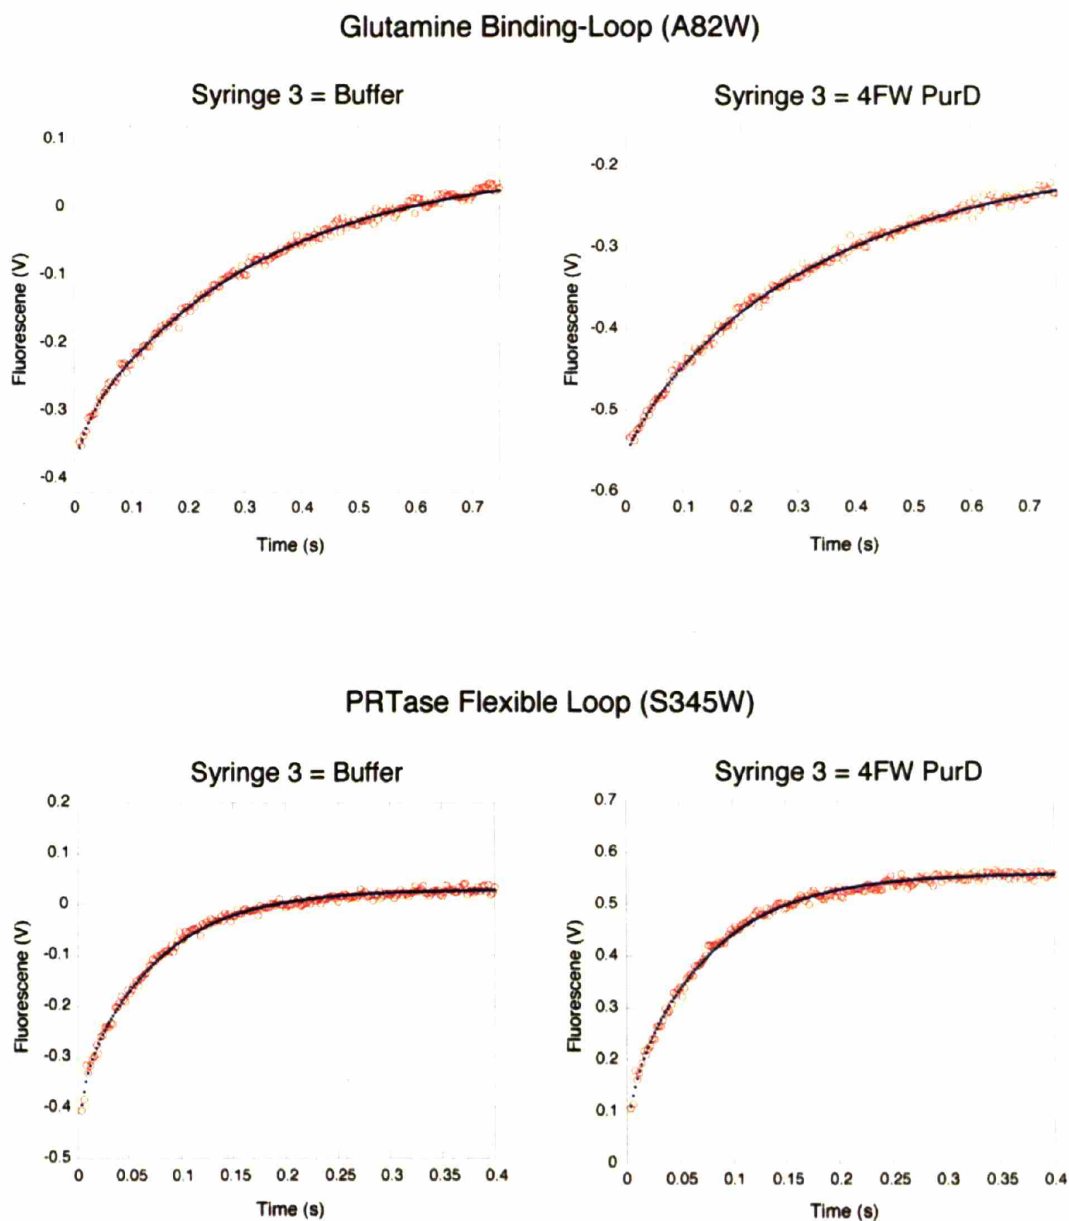 Glutamine Binding-Loop (A82W)
Syringe 3 = Buffer
Syringe 3 = 4FW PurD
0.1
0
-0.1
-0.2
-0.3
-0.4
Fluorescene (V)
0 0.1 0.2 0.3 0.4 0.5 0.6 0.7
Time (s)
-0.2
-0.3
-0.4
-0.5
-0.6
Fluorescene (V)
0 0.1 0.2 0.3 0.4 0.5 0.6 0.7
Time (s)
PRTase Flexible Loop (S345W)
Syringe 3 = Buffer
Syringe 3 = 4FW PurD
0.2
0.1
0
-0.1
-0.2
-0.3
-0.4
-0.5
Fluorescene (V)
0 0.05 0.1 0.15 0.2 0.25 0.3 0.35 0.4
Time (s)
0.7
0.6
0.5
0.4
0.3
0.2
0.1
0
Fluorescene (V)
0 0.05 0.1 0.15 0.2 0.25 0.3 0.35 0.4
Time (s)